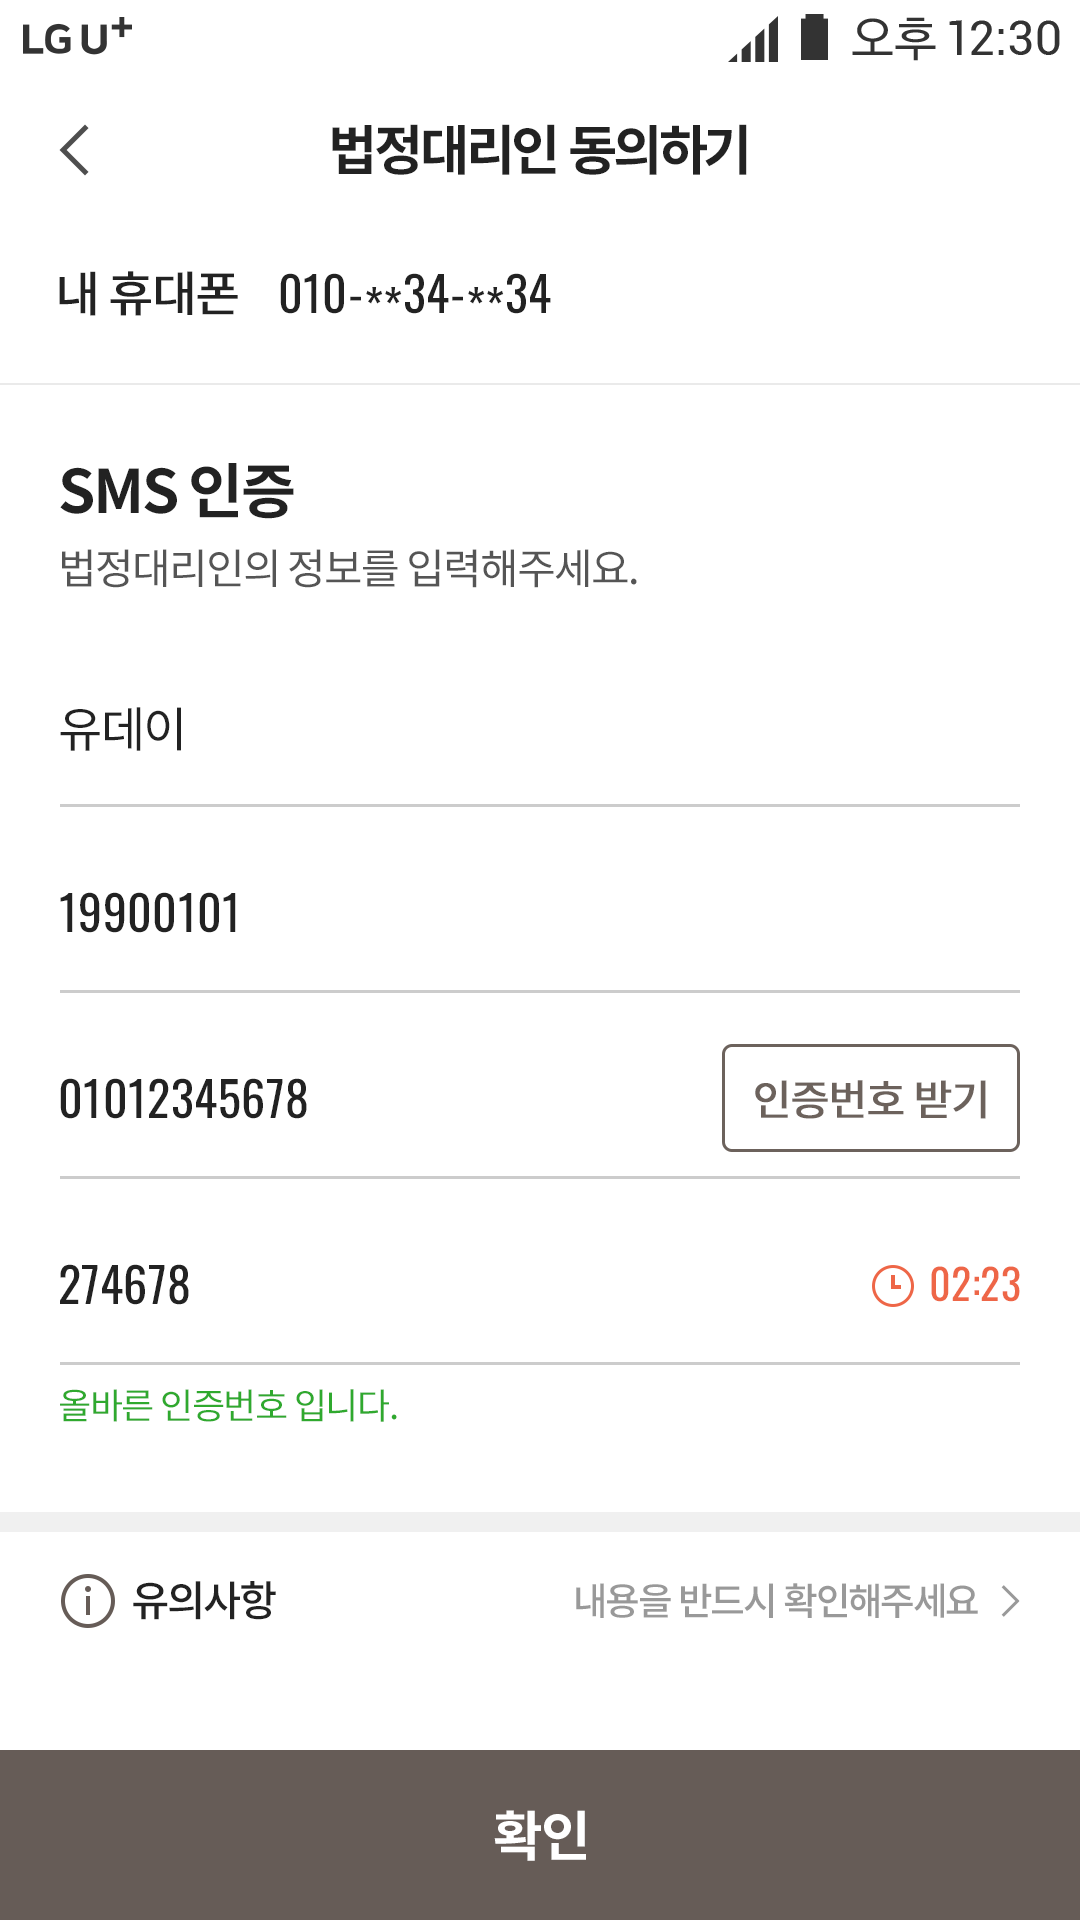 LG U+ 오후 12:30
법정대리인 동의하기
내 휴대폰 010-**34-**34
SMS 인증
법정대리인의 정보를 입력해주세요.
유데이
19900101
01012345678 인증번호 받기
274678 02:23
올바른 인증번호 입니다.
유의사항 내용을 반드시 확인해주세요
확인